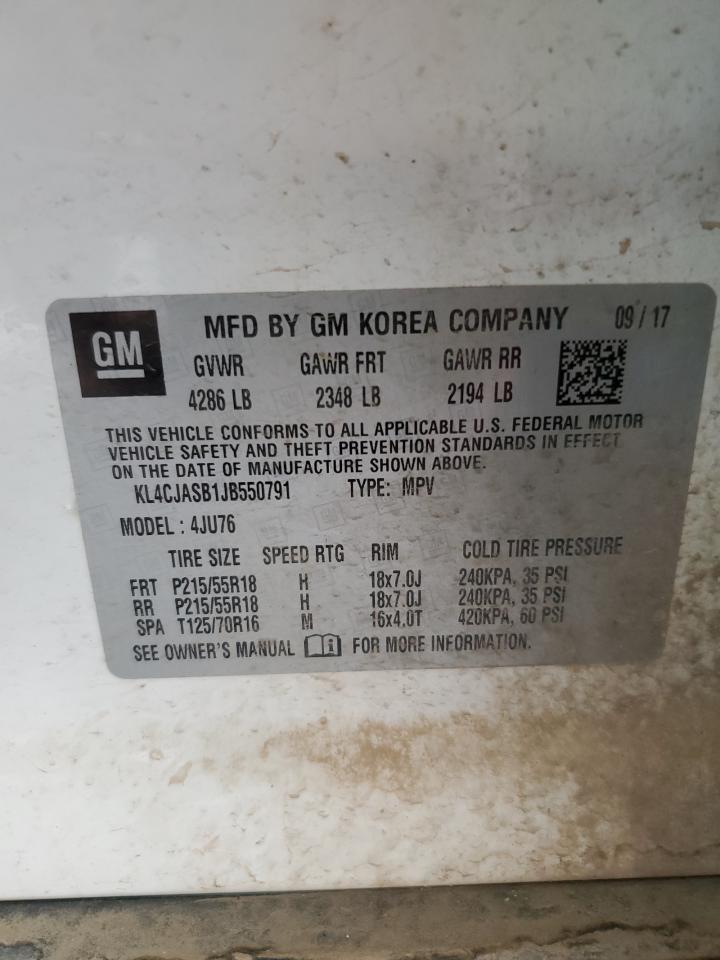 GM MFD BY GM KOREA COMPANY 09/17
GVWR GAWR FRT GAWR RR
4286 LB 2348 LB 2194 LB
THIS VEHICLE CONFORMS TO ALL APPLICABLE U.S. FEDERAL MOTOR
VEHICLE SAFETY AND THEFT PREVENTION STANDARDS IN EFFECT
ON THE DATE OF MANUFACTURE SHOWN ABOVE.
KL4CJASB1JB550791 TYPE: MPV
MODEL : 4JU76
TIRE SIZE SPEED RTG RIM COLD TIRE PRESSURE
FRT P215/55R18 H 18x7.0J 240KPA, 35 PSI
RR P215/55R18 H 18x7.0J 240KPA, 35 PSI
SPA T125/70R16 M 16x4.0T 420KPA, 60 PSI
SEE OWNER'S MANUAL FOR MORE INFORMATION.